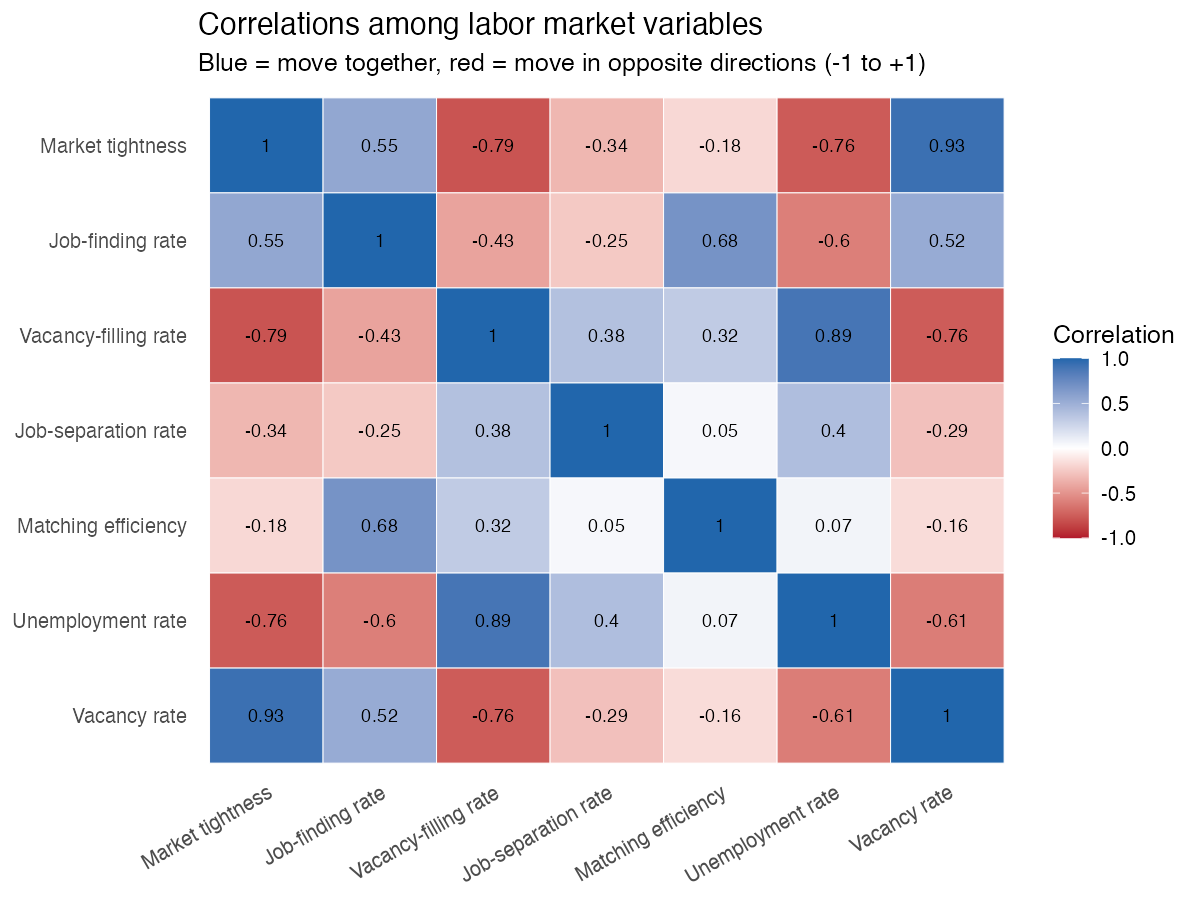 Correlations among labor market variables
Blue = move together, red = move in opposite directions (-1 to +1)
Market tightness 1 0.55 -0.79 -0.34 -0.18 -0.76 0.93
Job-finding rate 0.55 1 -0.43 -0.25 0.68 -0.6 0.52
Vacancy-filling rate -0.79 -0.43 1 0.38 0.32 0.89 -0.76
Job-separation rate -0.34 -0.25 0.38 1 0.05 0.4 -0.29
Matching efficiency -0.18 0.68 0.32 0.05 1 0.07 -0.16
Unemployment rate -0.76 -0.6 0.89 0.4 0.07 1 -0.61
Vacancy rate 0.93 0.52 -0.76 -0.29 -0.16 -0.61 1
Market tightness
Job-finding rate
Vacancy-filling rate
Job-separation rate
Matching efficiency
Unemployment rate
Vacancy rate
Correlation
1.0
0.5
0.0
-0.5
-1.0